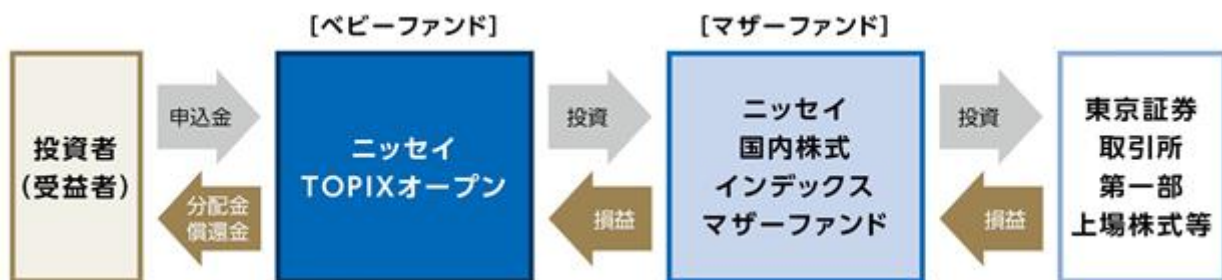 [ベビーファンド]
[マザーファンド]
投資者
(受益者)
申込金
分配金
償還金
ニッセイ
TOPIXオープン
投資
損益
ニッセイ
国内株式
インデックス
マザーファンド
投資
損益
東京証券
取引所
第一部
上場株式等